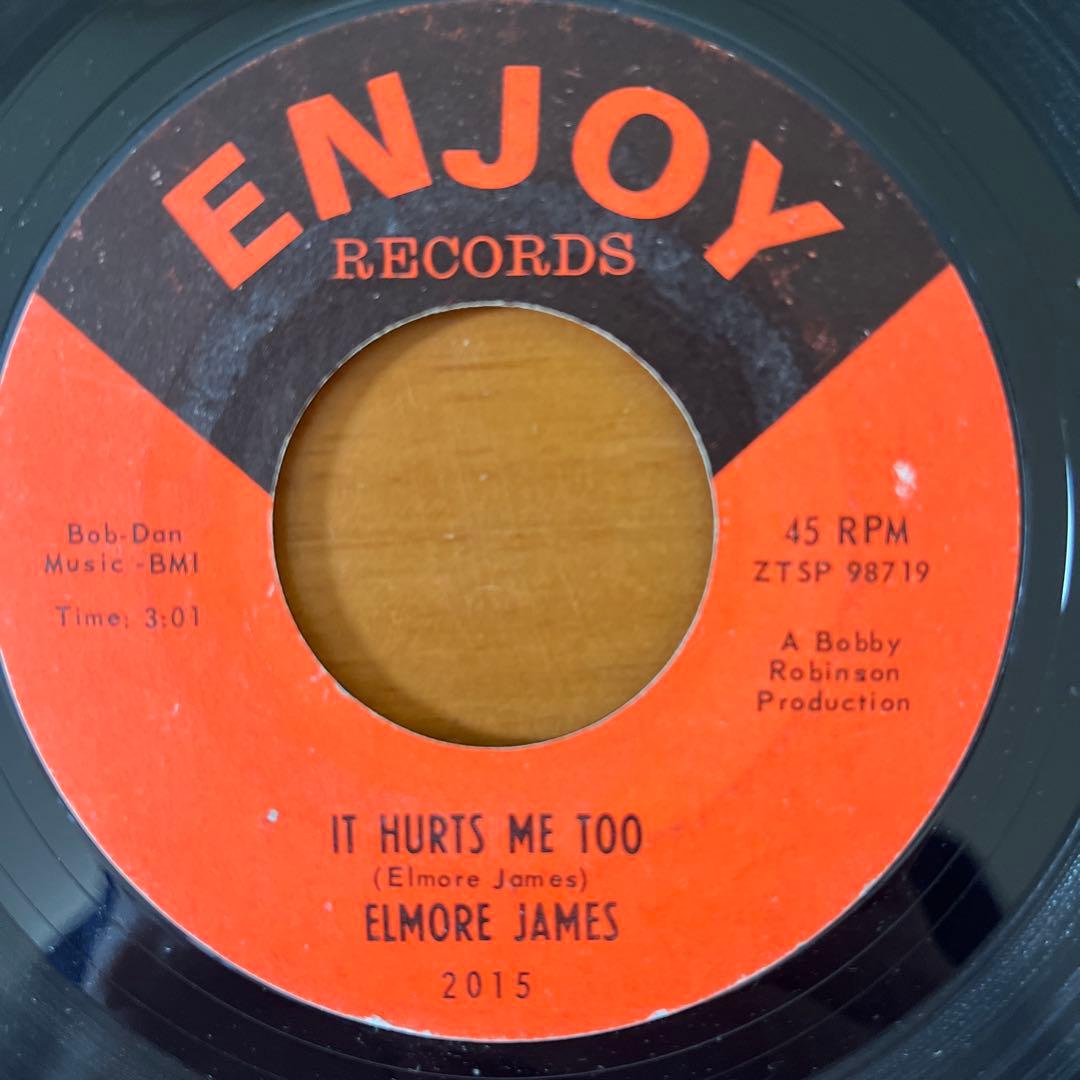 ENJOY
RECORDS
Bob-Dan
Music -BMI
Time: 3:01
45 RPM
ZTSP 98719
A Bobby
Robinson
Production
IT HURTS ME TOO
(Elmore James)
ELMORE JAMES
2015